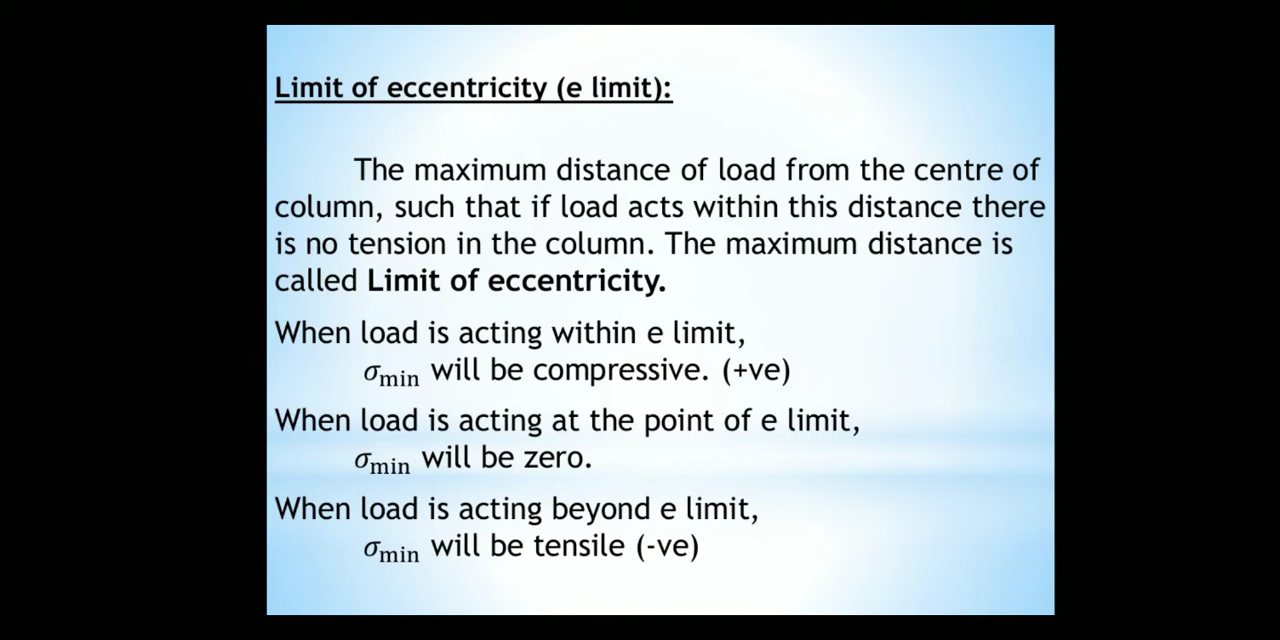 Limit of eccentricity (e limit):
The maximum distance of load from the centre of
column, such that if load acts within this distance there
is no tension in the column. The maximum distance is
called Limit of eccentricity.
When load is acting within e limit,
σmin will be compressive. (+ve)
When load is acting at the point of e limit,
σmin will be zero.
When load is acting beyond e limit,
σmin will be tensile (-ve)